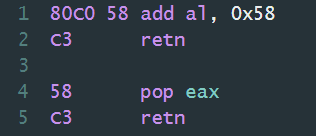 1 80C0 58 add al, 0x58
2 C3 retn
3
4 58 pop eax
5 C3 retn